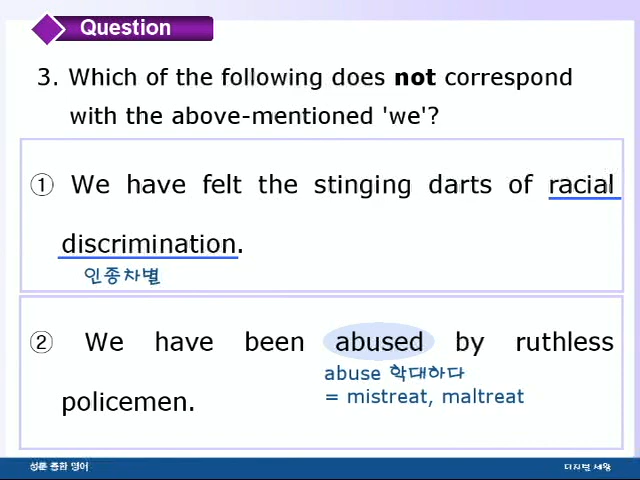 Question
3. Which of the following does not correspond
with the above-mentioned 'we'?
① We have felt the stinging darts of racial
discrimination.
인종차별
② We have been abused by ruthless
abuse 학대하다
policemen.
= mistreat, maltreat
성문 종합 영어
디지털 세왕